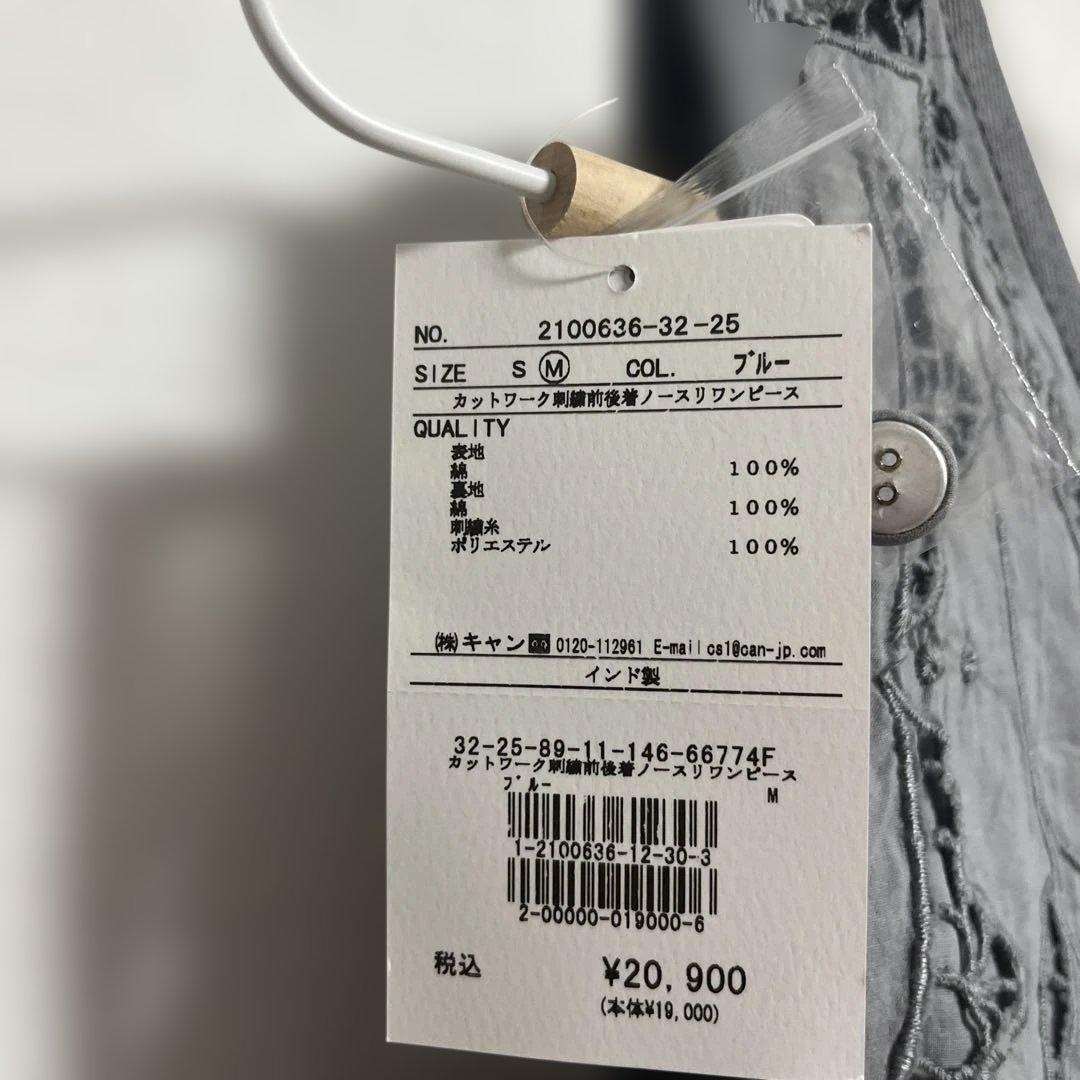 NO. 2100636-32-25
SIZE S M COL. ブルー
カットワーク刺繍前後着ノースリワンピース
QUALITY
表地
綿 100%
裏地
綿 100%
刺繍糸
ポリエステル 100%
㈱キャン 0120-112961 E-mail cs1@can-jp.com
インド製
32-25-89-11-146-66774F
カットワーク刺繍前後着ノースリワンピース
ブルー M
1-2100636-12-30-3
2-00000-019000-6
税込 ¥20,900
(本体¥19,000)